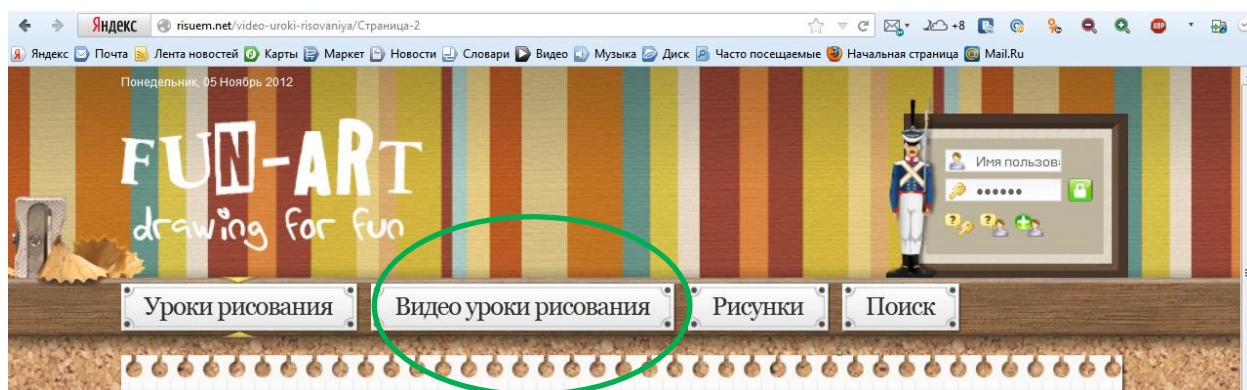 Яндекс risuem.net/video-uroki-risovaniya/Страница-2 +8
Яндекс Почта Лента новостей Карты Маркет Новости Словари Видео Музыка Диск Часто посещаемые Начальная страница Mail.Ru
Понедельник, 05 Ноябрь 2012
FUN-ART
drawing for fun
Имя пользов
Уроки рисования Видео уроки рисования Рисунки Поиск